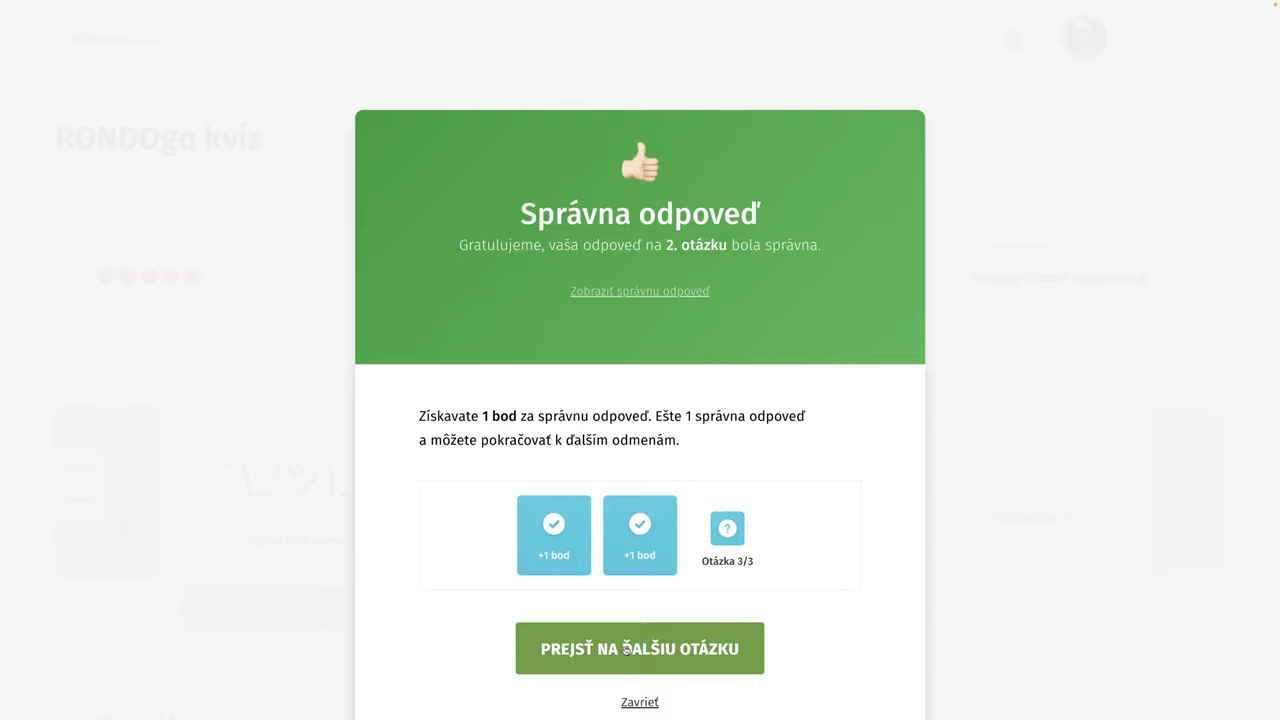 RONDOgo kvíz
Správna odpoveď
Gratulujeme, vaša odpoveď na 2. otázku bola správna.
Zobraziť správnu odpoveď
Získavate 1 bod za správnu odpoveď. Ešte 1 správna odpoveď
a môžete pokračovať k ďalším odmenám.
+1 bod
+1 bod
?
Otázka 3/3
PREJSŤ NA ĎALŠIU OTÁZKU
Zavrieť